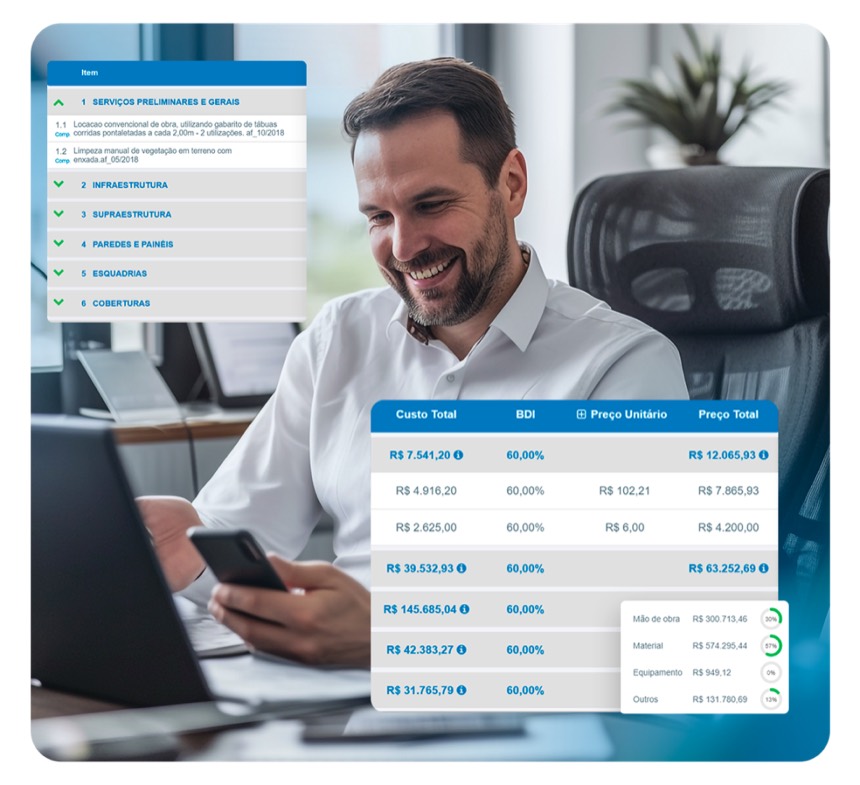 Item
1 SERVIÇOS PRELIMINARES E GERAIS
1.1 Locacao convencional de obra, utilizando gabarito de tábuas
Comp. corridas pontaletadas a cada 2,00m - 2 utilizações. af_10/2018
1.2 Limpeza manual de vegetação em terreno com
Comp. enxada.af_05/2018
2 INFRAESTRUTURA
3 SUPRAESTRUTURA
4 PAREDES E PAINÉIS
5 ESQUADRIAS
6 COBERTURAS
Custo Total BDI Preço Unitário Preço Total
R$ 7.541,20 60,00% R$ 12.065,93
R$ 4.916,20 60,00% R$ 102,21 R$ 7.865,93
R$ 2.625,00 60,00% R$ 6,00 R$ 4.200,00
R$ 39.532,93 60,00% R$ 63.252,69
R$ 145.685,04 60,00%
R$ 42.383,27 60,00%
R$ 31.765,79 60,00%
Mão de obra R$ 300.713,46 30%
Material R$ 574.295,44 57%
Equipamento R$ 949,12 0%
Outros R$ 131.780,69 13%